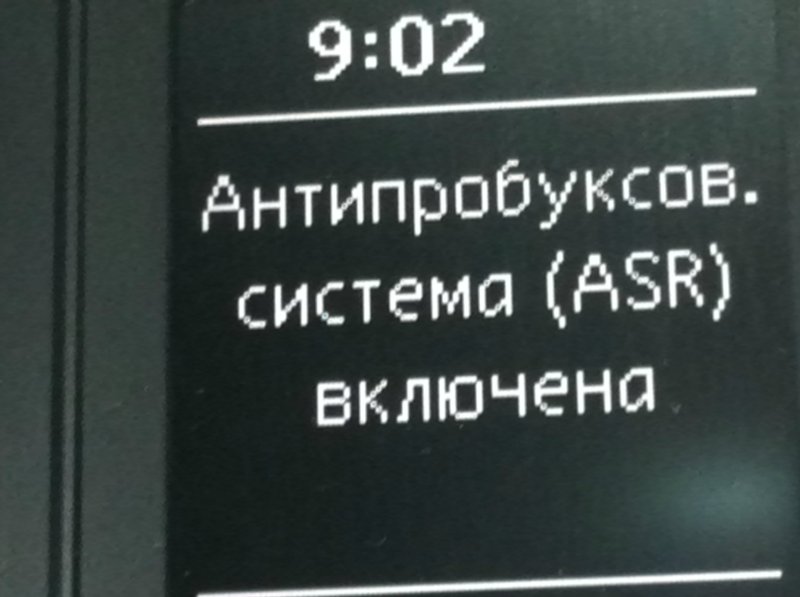 9:02
Антипробуксов.
система (ASR)
включена